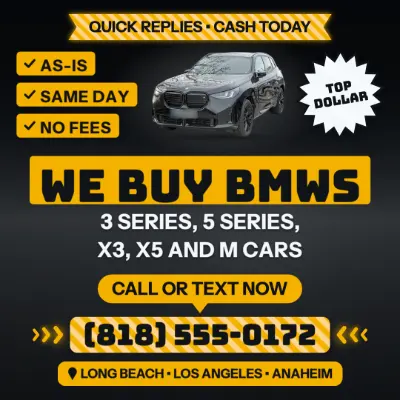 QUICK REPLIES • CASH TODAY
✓ AS-IS
✓ SAME DAY
✓ NO FEES
TOP
DOLLAR
WE BUY BMWS
3 SERIES, 5 SERIES,
X3, X5 AND M CARS
CALL OR TEXT NOW
(818) 555-0172
LONG BEACH • LOS ANGELES • ANAHEIM